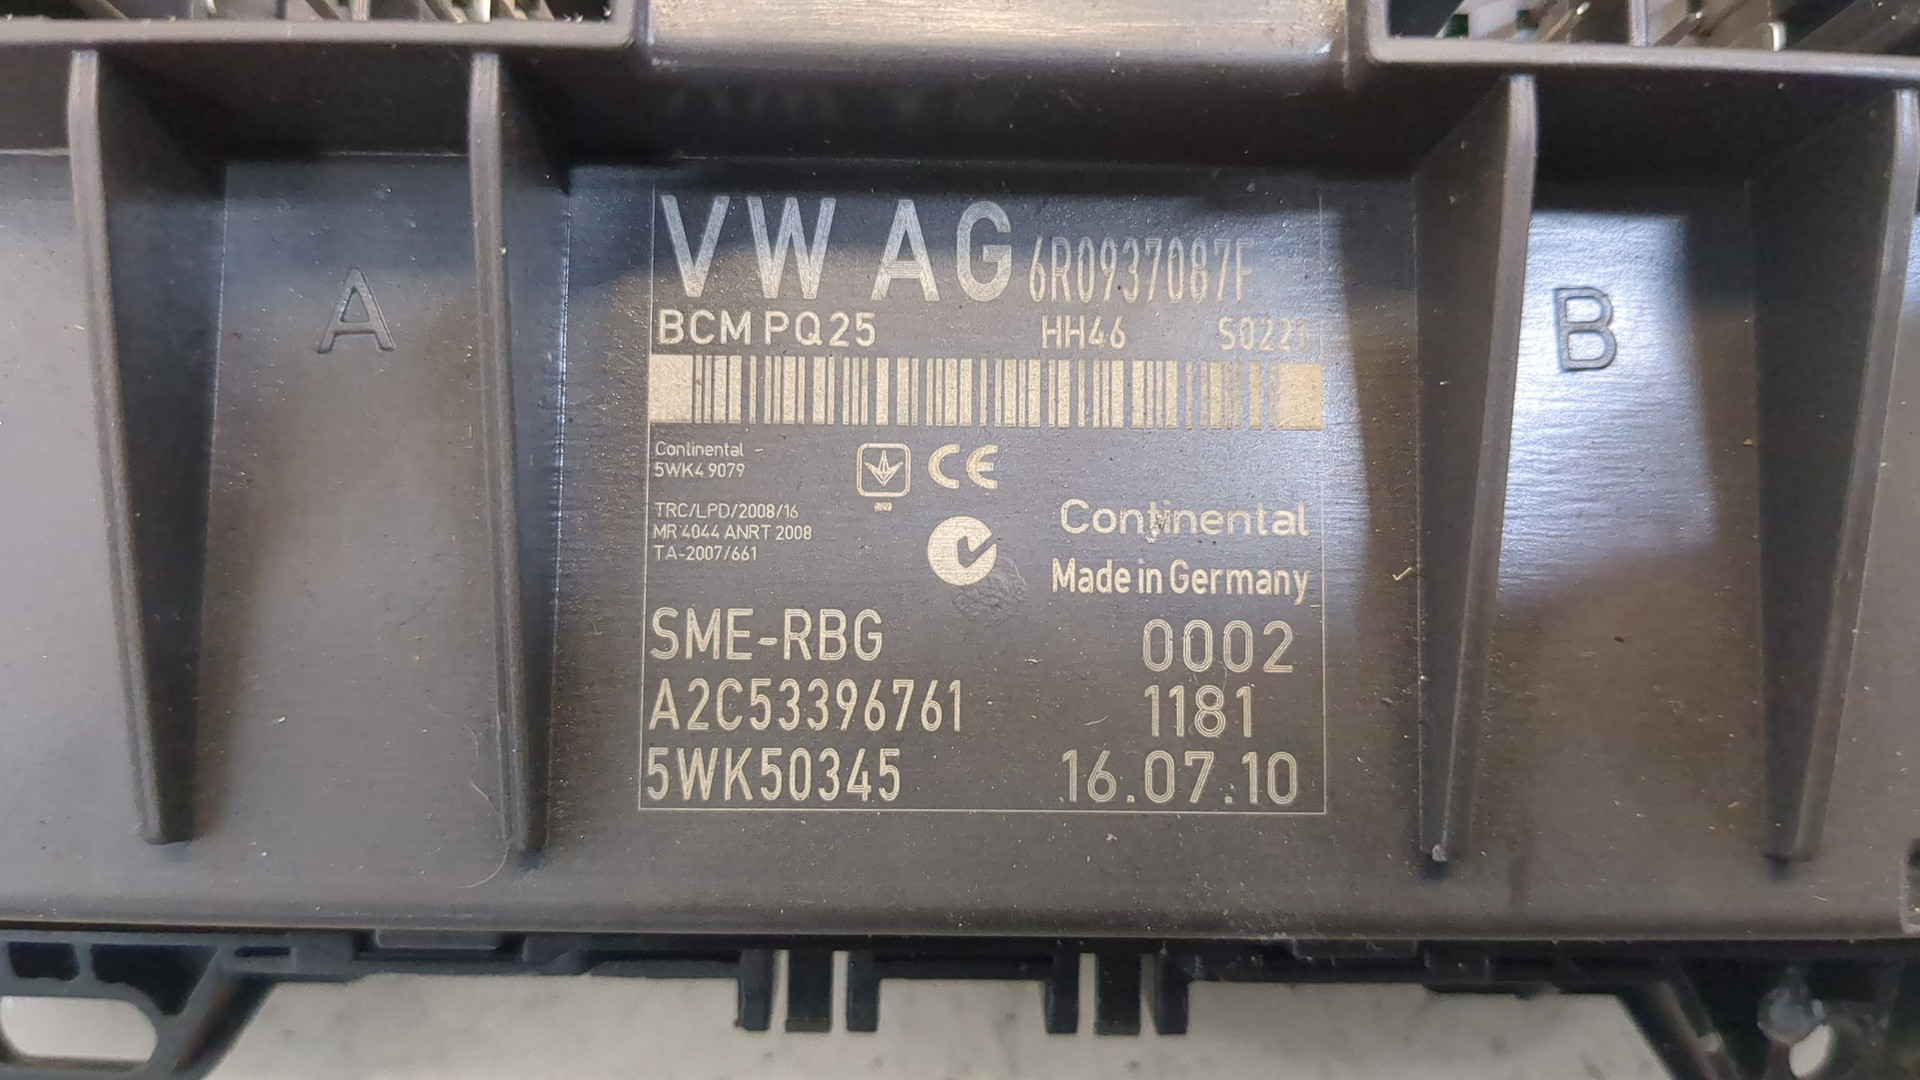 A
B
VW AG 6R0937087F
BCM PQ25 HH46 S0221
Continental
5WK4 9079
CE
TRC/LPD/2008/16
MR 4044 ANRT 2008
TA-2007/661
Continental
Made in Germany
SME-RBG 0002
A2C53396761 1181
5WK50345 16.07.10